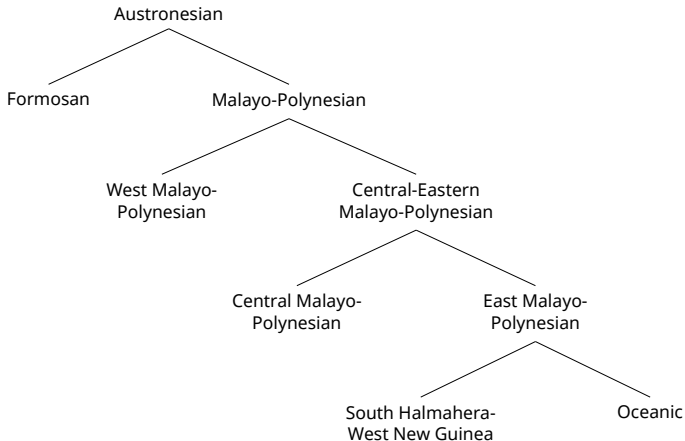 Austronesian
Formosan
Malayo-Polynesian
West Malayo-
Polynesian
Central-Eastern
Malayo-Polynesian
Central Malayo-
Polynesian
East Malayo-
Polynesian
South Halmahera-
West New Guinea
Oceanic